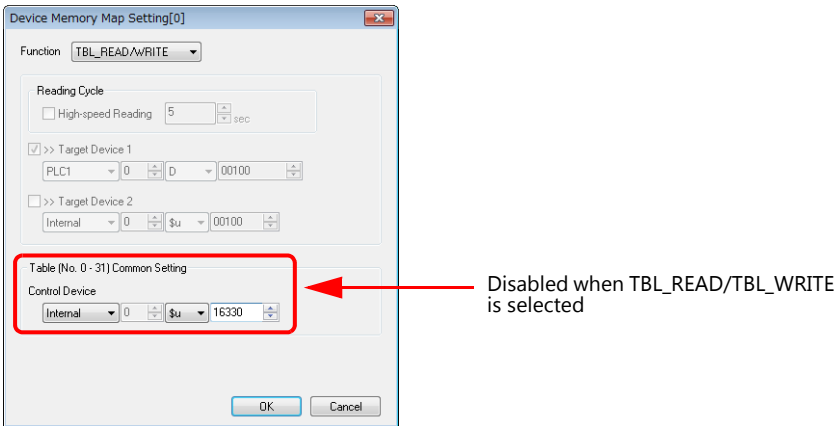 Device Memory Map Setting[0]
Function TBL_READ/WRITE
Reading Cycle
High-speed Reading 5 sec
>> Target Device 1
PLC1 0 D 00100
>> Target Device 2
Internal 0 $u 00100
Table (No. 0 - 31) Common Setting
Control Device
Internal 0 $u 16330
Disabled when TBL_READ/TBL_WRITE
is selected
OK Cancel